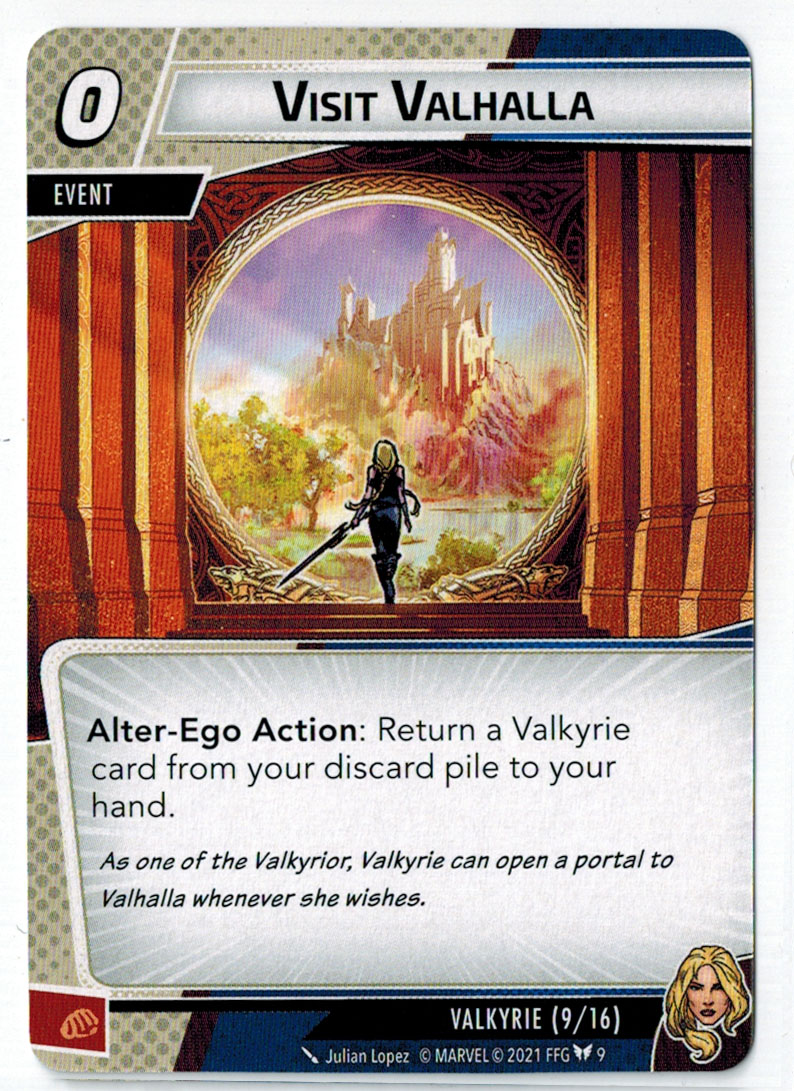 0
VISIT VALHALLA
EVENT
Alter-Ego Action: Return a Valkyrie
card from your discard pile to your
hand.
As one of the Valkyrior, Valkyrie can open a portal to
Valhalla whenever she wishes.
VALKYRIE (9/16)
Julian Lopez © MARVEL © 2021 FFG 9